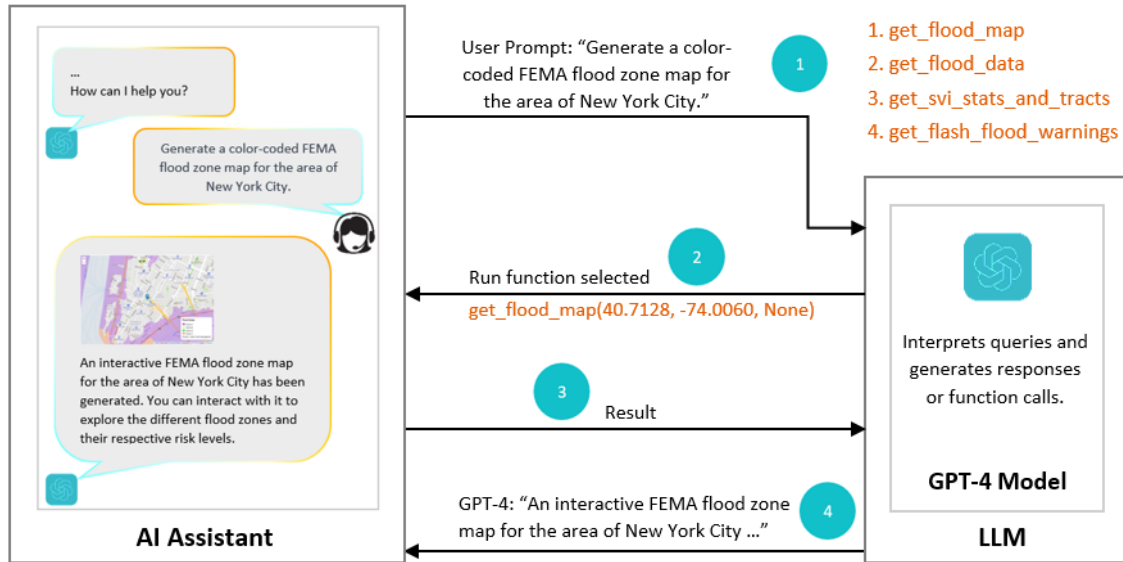 ...
How can I help you?
Generate a color-coded FEMA
flood zone map for the area of
New York City.
An interactive FEMA flood zone map
for the area of New York City has been
generated. You can interact with it to
explore the different flood zones and
their respective risk levels.
AI Assistant
User Prompt: “Generate a color-
coded FEMA flood zone map for
the area of New York City.”
1
Run function selected
2
get_flood_map(40.7128, -74.0060, None)
3
Result
GPT-4: “An interactive FEMA flood zone
map for the area of New York City ...”
4
1. get_flood_map
2. get_flood_data
3. get_svi_stats_and_tracts
4. get_flash_flood_warnings
Interprets queries and
generates responses
or function calls.
GPT-4 Model
LLM